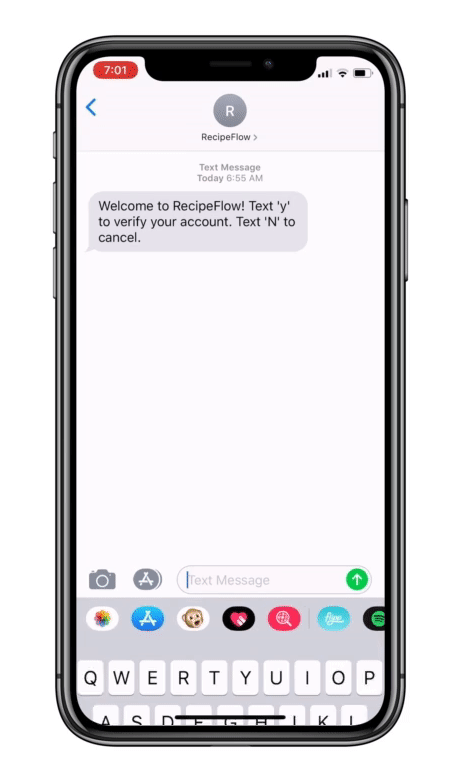 7:01
R
RecipeFlow >
Text Message
Today 6:55 AM
Welcome to RecipeFlow! Text 'y'
to verify your account. Text 'N' to
cancel.
Text Message
Q W E R T Y U I O P
A S D F G H J K L